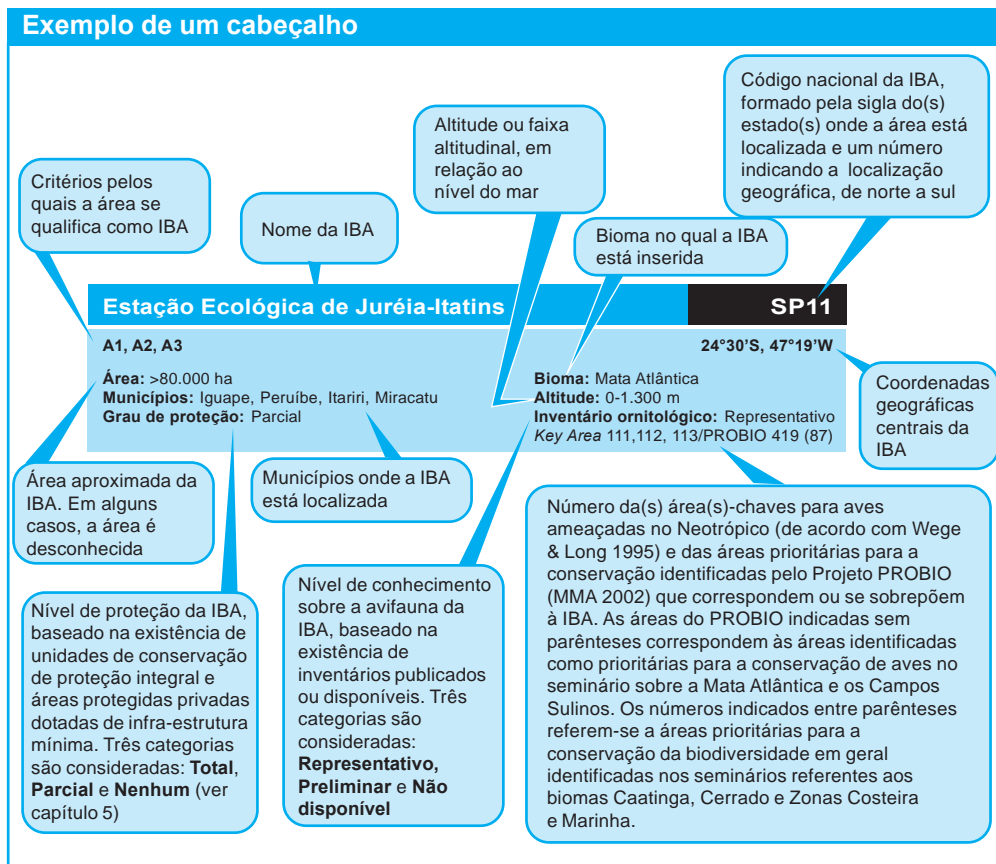 Exemplo de um cabeçalho
Código nacional da IBA,
formado pela sigla do(s)
estado(s) onde a área está
localizada e um número
indicando a localização
geográfica, de norte a sul
Altitude ou faixa
altitudinal, em
relação ao
nível do mar
Critérios pelos
quais a área se
qualifica como IBA
Nome da IBA
Bioma no qual a IBA
está inserida
Estação Ecológica de Juréia-Itatins
SP11
A1, A2, A3
24°30’S, 47°19’W
Área: >80.000 ha
Municípios: Iguape, Peruíbe, Itariri, Miracatu
Grau de proteção: Parcial
Bioma: Mata Atlântica
Altitude: 0-1.300 m
Inventário ornitológico: Representativo
Key Area 111,112, 113/PROBIO 419 (87)
Coordenadas
geográficas
centrais da
IBA
Área aproximada da
IBA. Em alguns
casos, a área é
desconhecida
Municípios onde a IBA
está localizada
Nível de proteção da IBA,
baseado na existência de
unidades de conservação
de proteção integral e
áreas protegidas privadas
dotadas de infra-estrutura
mínima. Três categorias
são consideradas: Total,
Parcial e Nenhum (ver
capítulo 5)
Nível de conhecimento
sobre a avifauna da
IBA, baseado na
existência de
inventários publicados
ou disponíveis. Três
categorias são
consideradas:
Representativo,
Preliminar e Não
disponível
Número da(s) área(s)-chaves para aves
ameaçadas no Neotrópico (de acordo com Wege
& Long 1995) e das áreas prioritárias para a
conservação identificadas pelo Projeto PROBIO
(MMA 2002) que correspondem ou se sobrepõem
à IBA. As áreas do PROBIO indicadas sem
parênteses correspondem às áreas identificadas
como prioritárias para a conservação de aves no
seminário sobre a Mata Atlântica e os Campos
Sulinos. Os números indicados entre parênteses
referem-se a áreas prioritárias para a
conservação da biodiversidade em geral
identificadas nos seminários referentes aos
biomas Caatinga, Cerrado e Zonas Costeira
e Marinha.